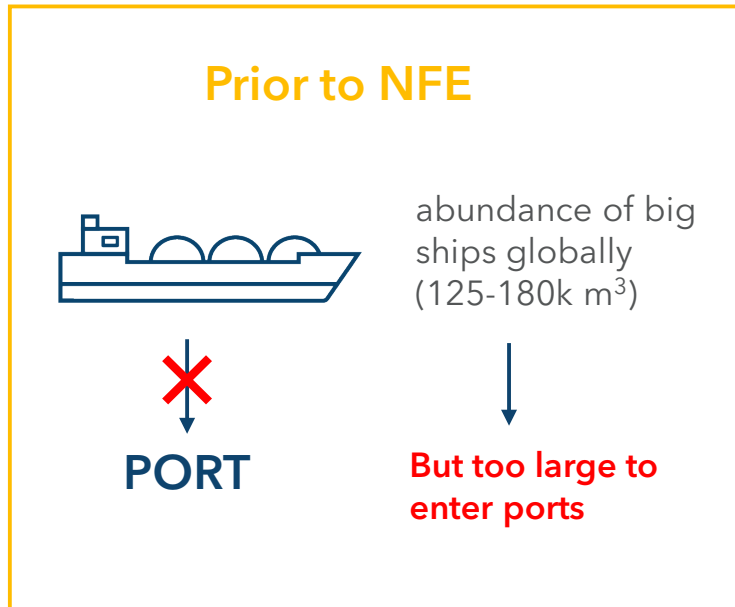 Prior to NFE
abundance of big
ships globally
(125-180k m³)
PORT
But too large to
enter ports